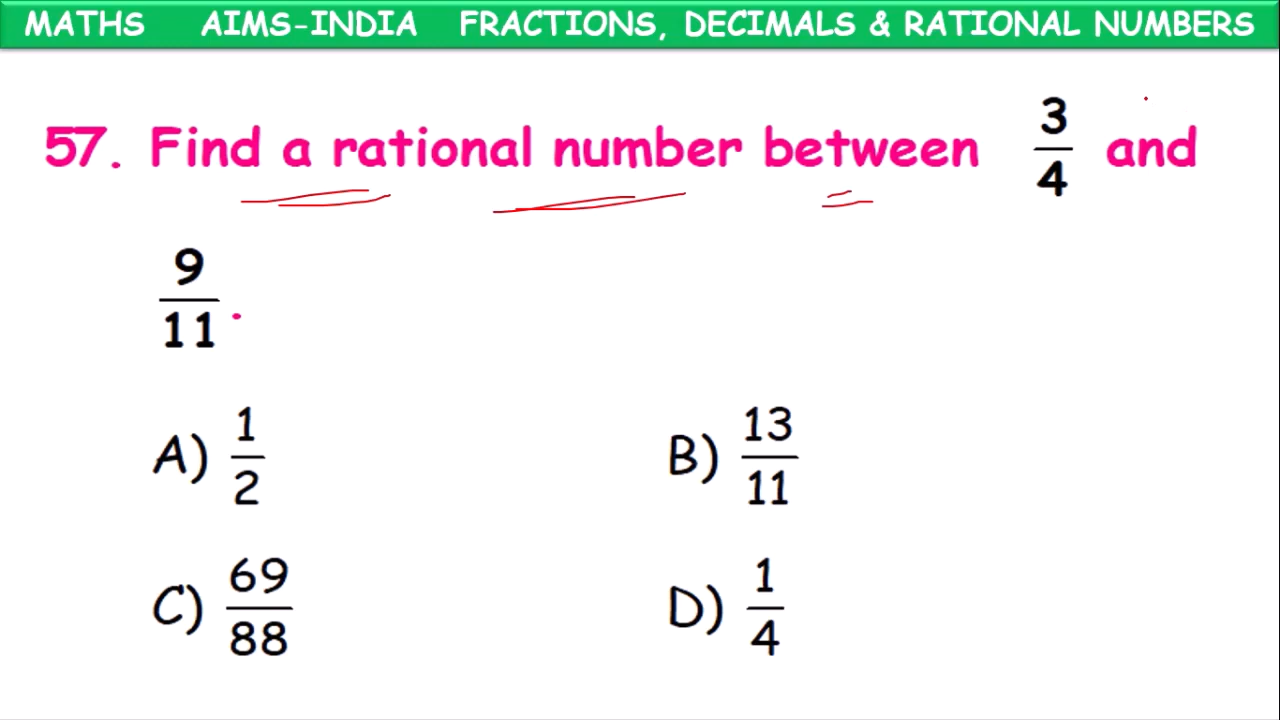 MATHS AIMS-INDIA FRACTIONS, DECIMALS & RATIONAL NUMBERS
57. Find a rational number between 3/4 and
9/11.
A) 1/2 B) 13/11
C) 69/88 D) 1/4